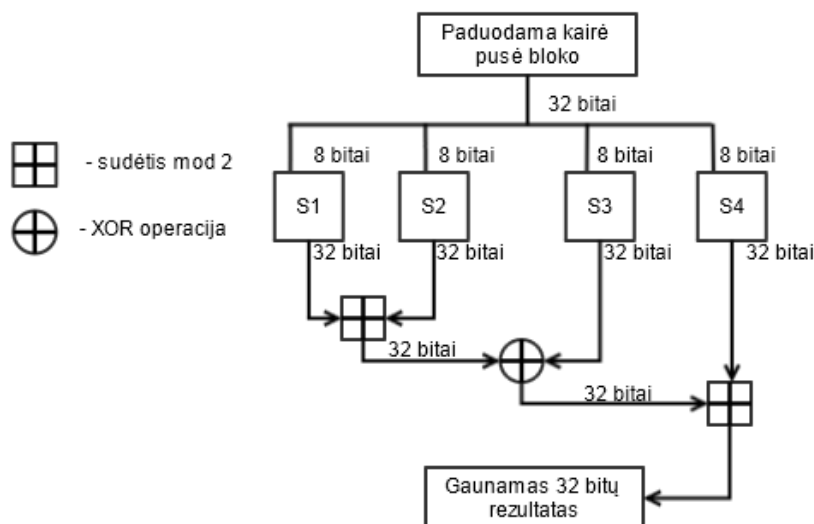 Paduodama kairė
pusė bloko
32 bitai
- sudėtis mod 2
8 bitai
8 bitai
8 bitai
8 bitai
S1
S2
S3
S4
- XOR operacija
32 bitai
32 bitai
32 bitai
32 bitai
32 bitai
32 bitai
Gaunamas 32 bitų
rezultatas